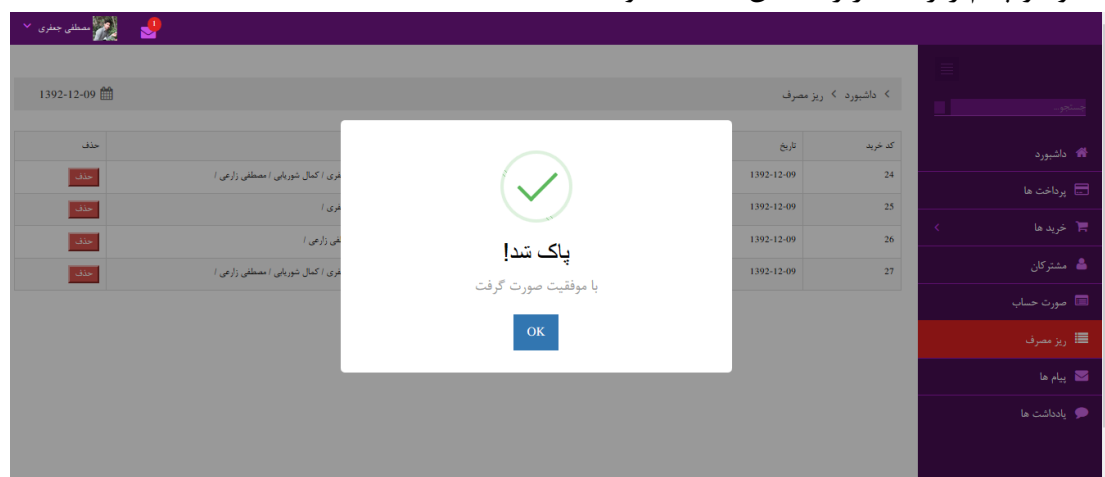 مصطفی جعفری
1
جستجو...
داشبورد
پرداخت ها
خرید ها
مشترکان
صورت حساب
ریز مصرف
پیام ها
یادداشت ها
داشبورد > ریز مصرف
1392-12-09
کد خرید تاریخ حذف
24 1392-12-09 / کمال شوریابی / مصطفی زارعی / حذف
25 1392-12-09 / حذف
26 1392-12-09 زارعی / حذف
27 1392-12-09 / کمال شوریابی / مصطفی زارعی / حذف
پاک شد!
با موفقیت صورت گرفت
OK